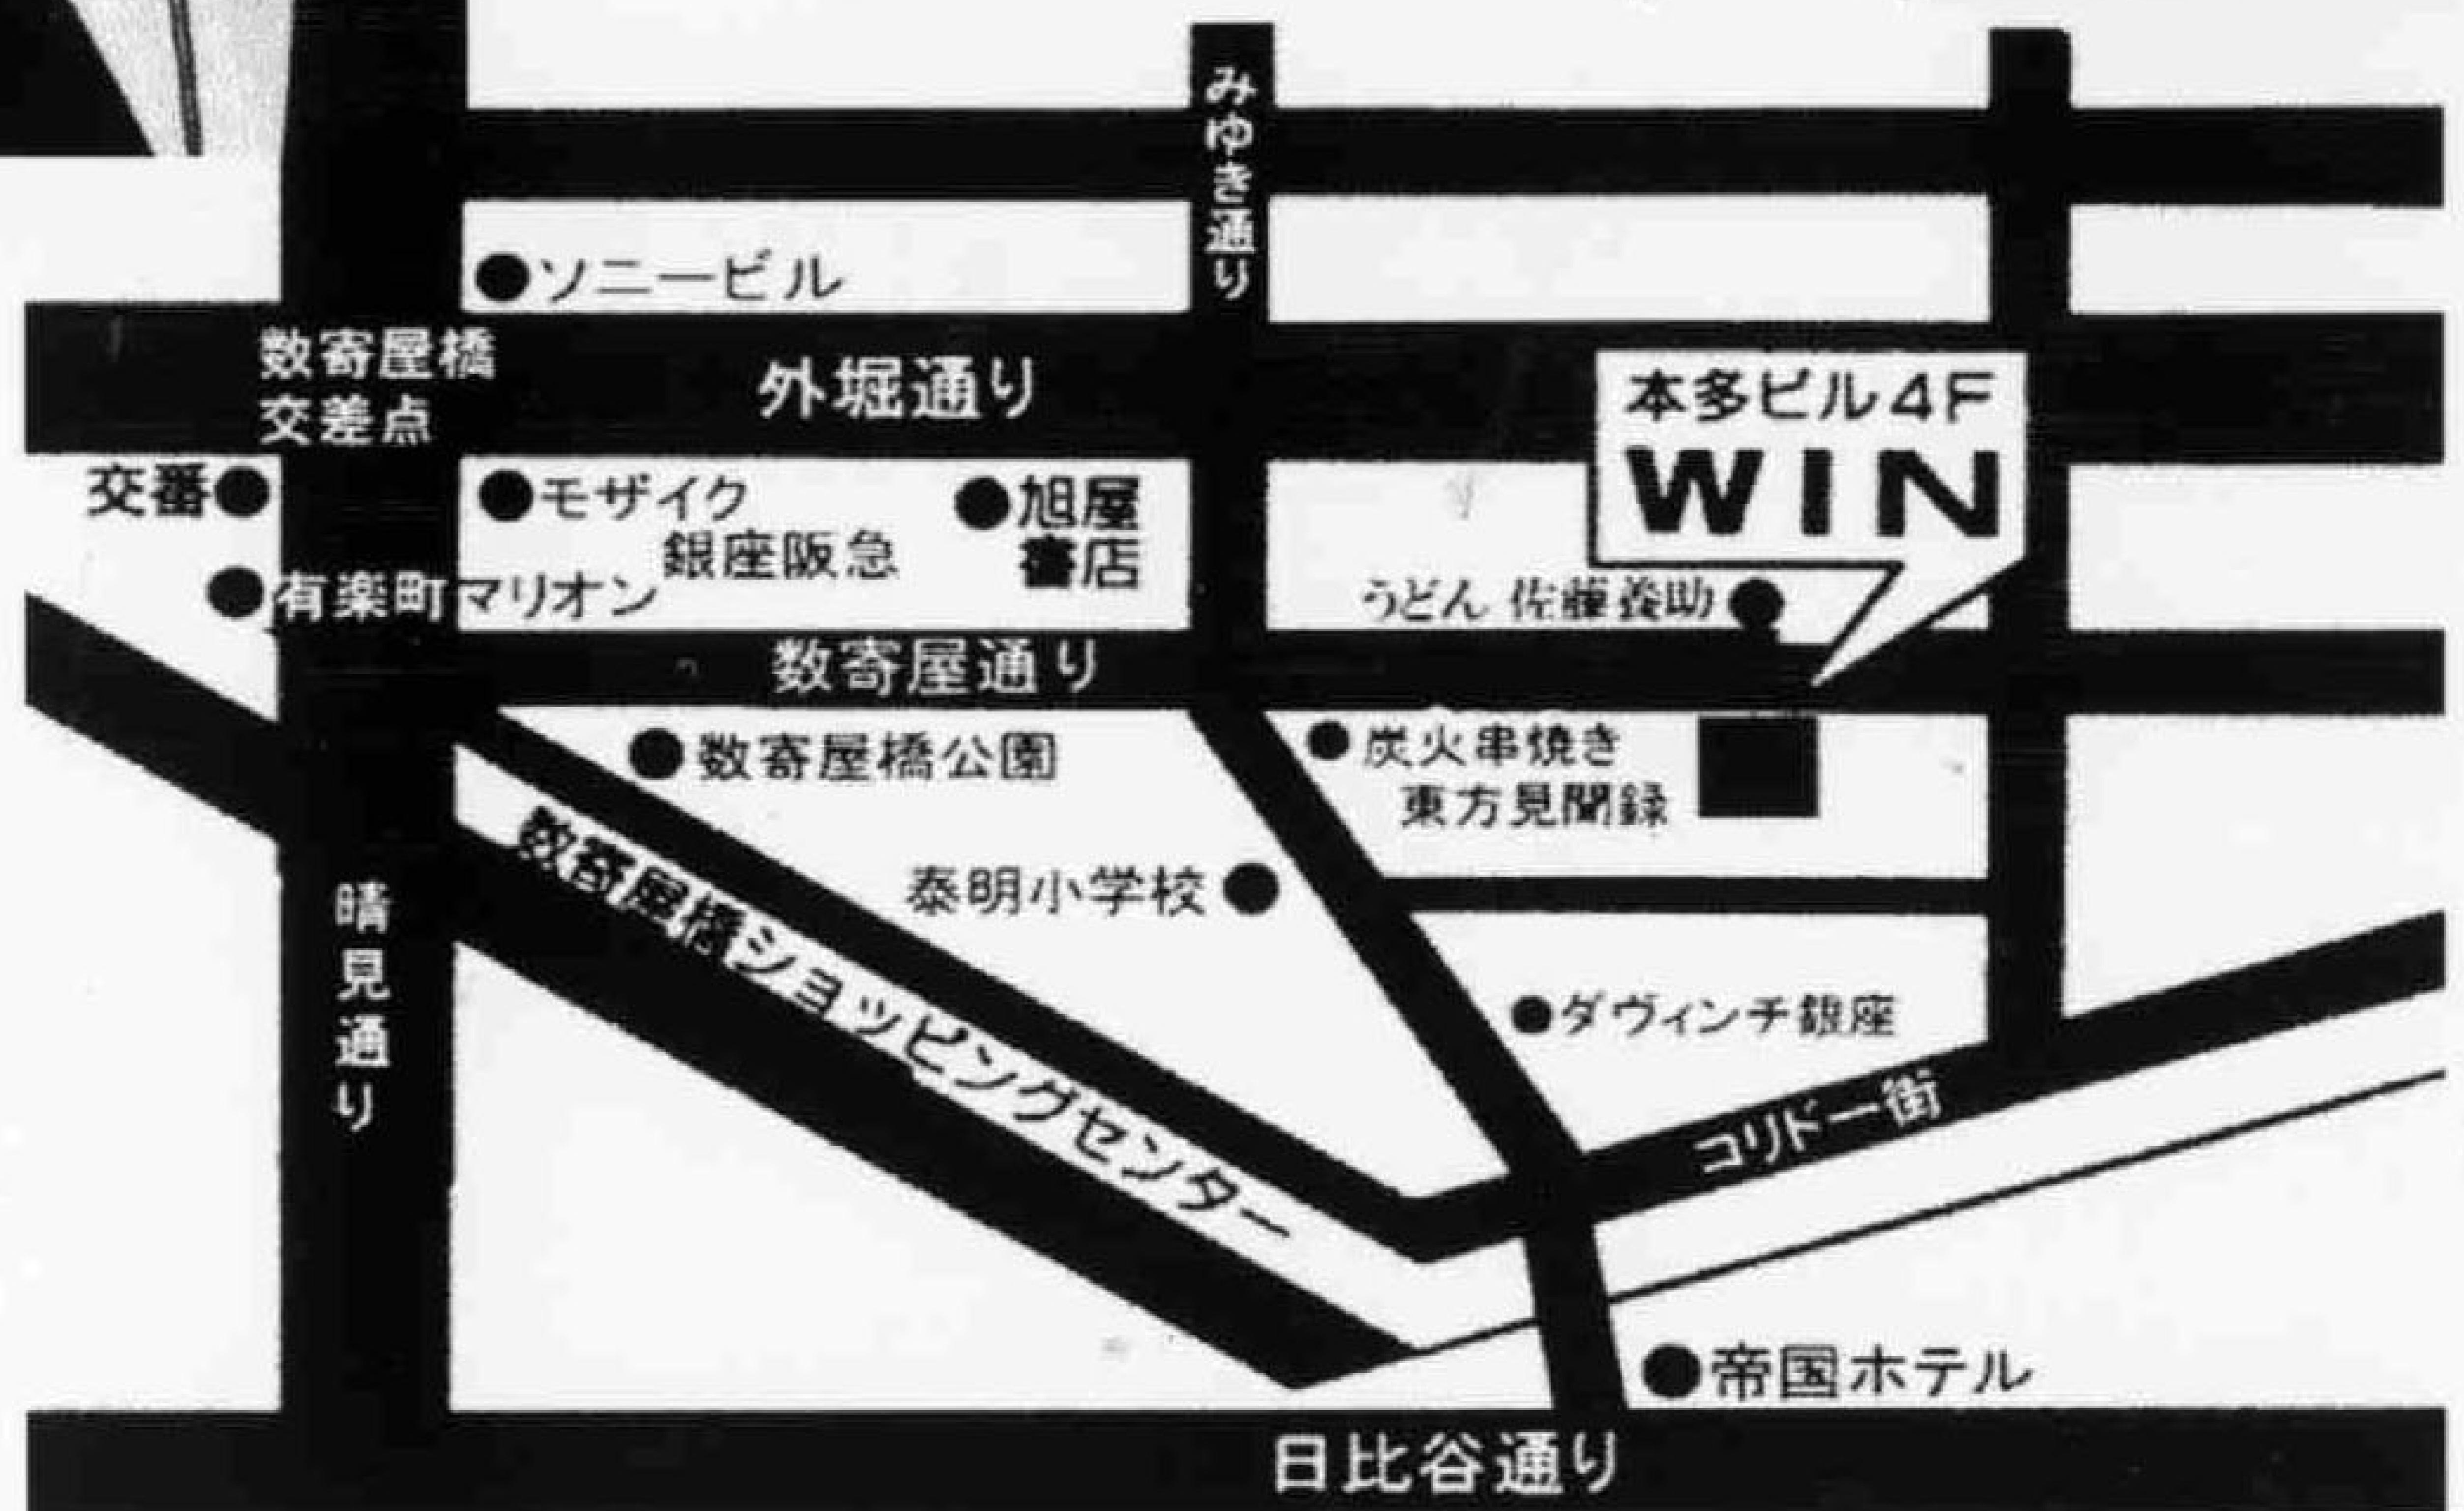 みゆき通り
ソニービル
数寄屋橋
交差点
外堀通り
本多ビル4F
WIN
交番
モザイク
銀座阪急
旭屋
書店
有楽町マリオン
うどん 佐藤養助
数寄屋通り
数寄屋橋公園
炭火串焼き
東方見聞録
数寄屋橋ショッピングセンター
泰明小学校
晴見通り
ダヴィンチ銀座
コリドー街
帝国ホテル
日比谷通り